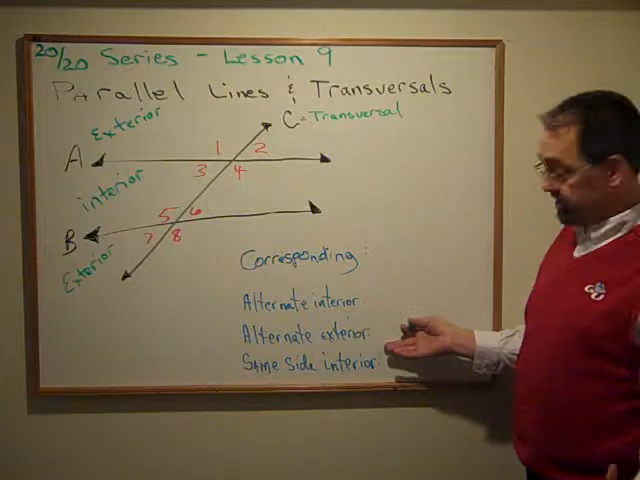 20/20 Series - Lesson 9
Parallel Lines & Transversals
Exterior
C = Transversal
1 2
A
3 4
interior
5 6
B
7 8
Exterior
Corresponding:
Alternate interior
Alternate exterior
Same side interior